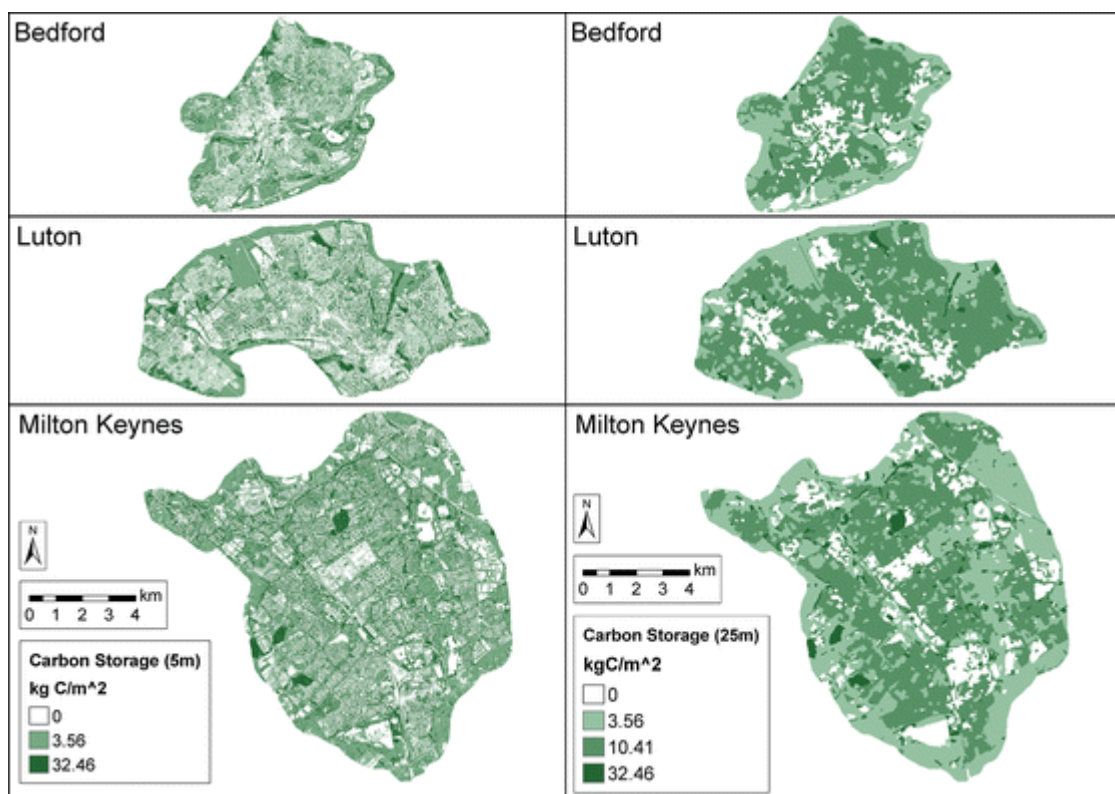 Bedford
Bedford
Luton
Luton
Milton Keynes
Milton Keynes
N
km
0 1 2 3 4
Carbon Storage (5m)
kg C/m^2
0
3.56
32.46
N
km
0 1 2 3 4
Carbon Storage (25m)
kgC/m^2
0
3.56
10.41
32.46